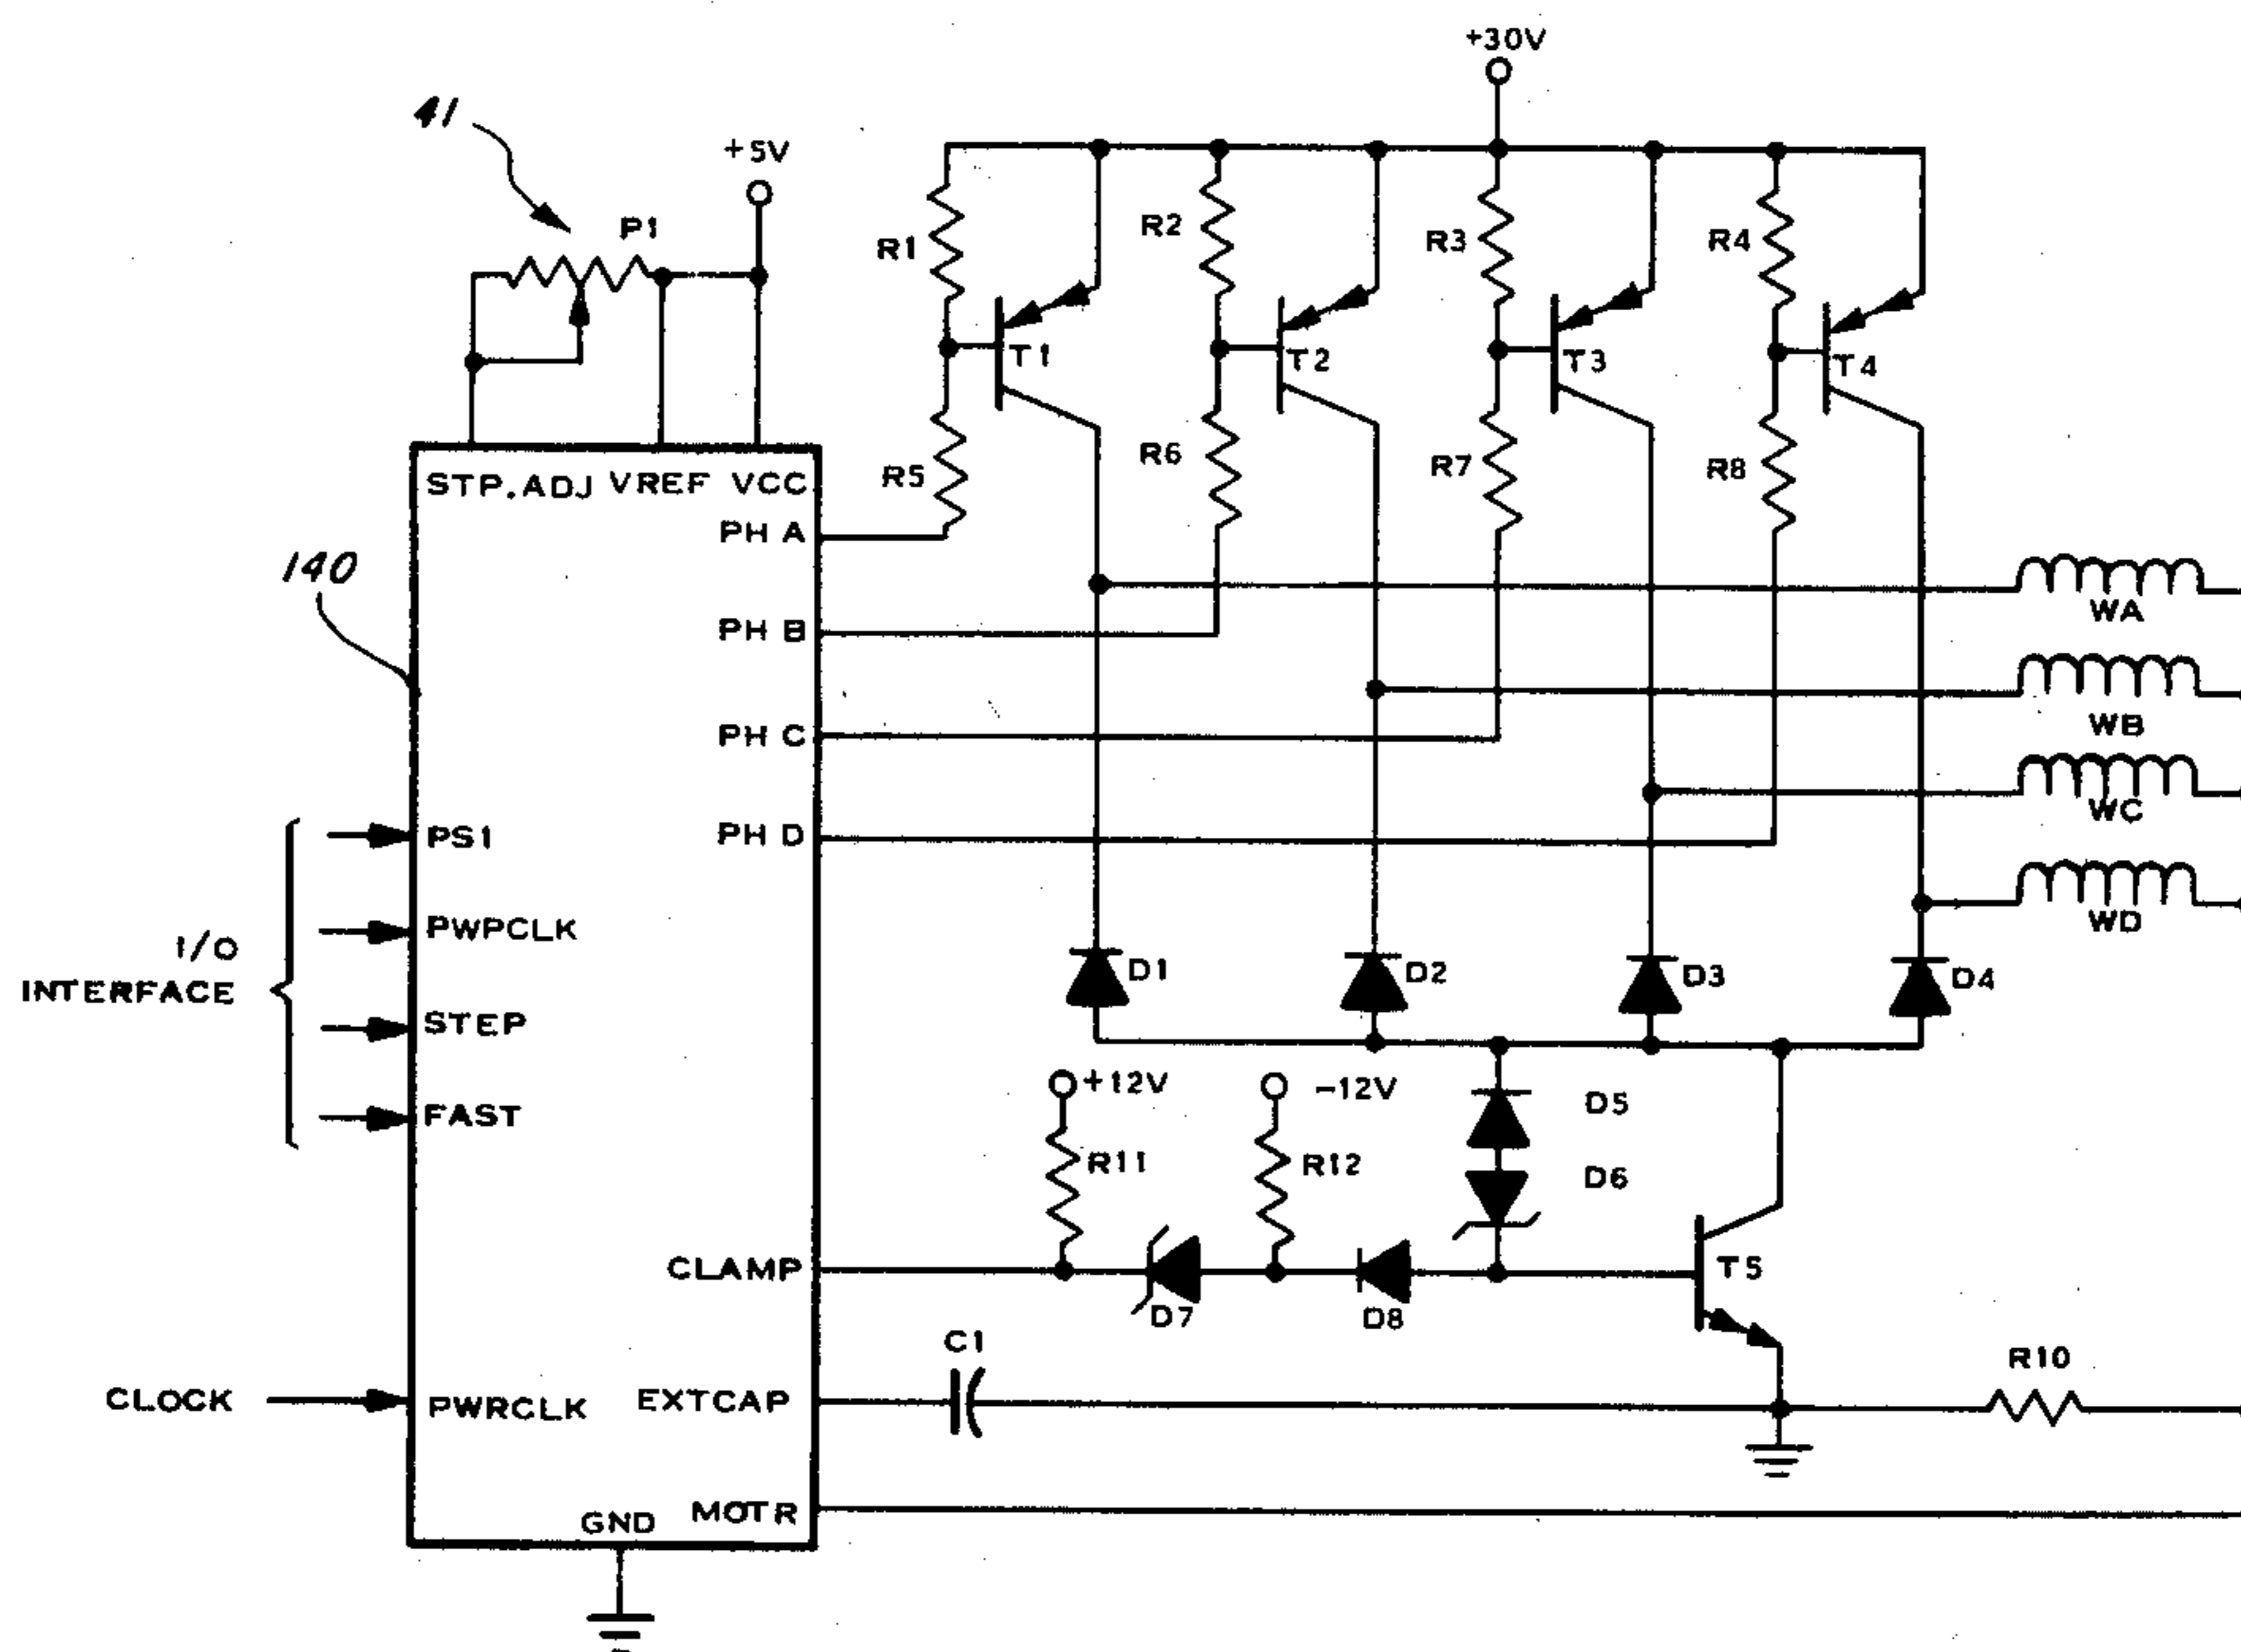 +30V
41
+5V
P1
R1
R2
R3
R4
T1
T2
T3
T4
R5
R6
R7
R8
STP.ADJ VREF VCC
PH A
140
WA
PH B
WB
PH C
WC
PS1
PH D
WD
I/O
INTERFACE
PWPCLK
STEP
FAST
D1
D2
D3
D4
+12V
-12V
D5
R11
R12
D6
CLAMP
D7
D8
T5
C1
R10
CLOCK
PWRCLK
EXTCAP
GND
MOTR